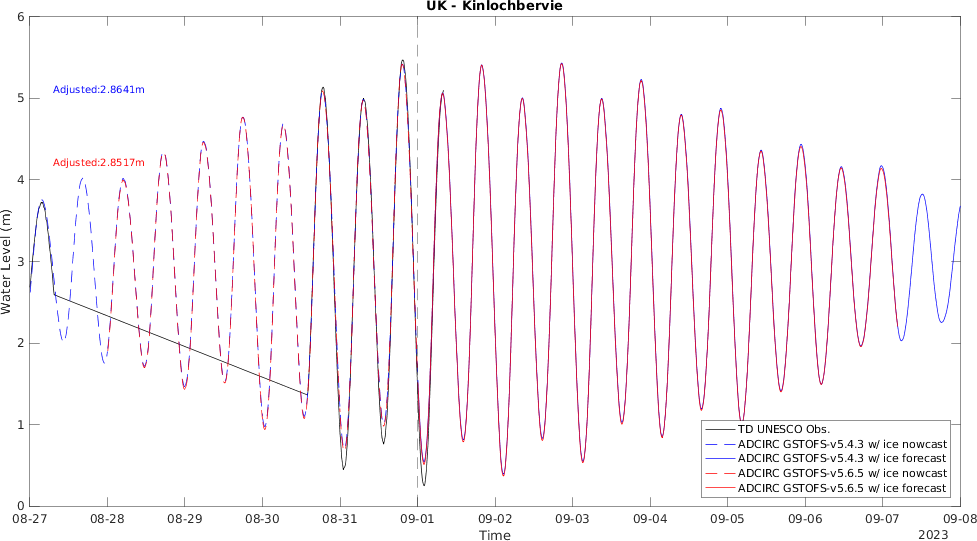 UK - Kinlochbervie
6
5
4
3
2
1
0
Water Level (m)
Adjusted:2.8641m
Adjusted:2.8517m
TD UNESCO Obs.
ADCIRC GSTOFS-v5.4.3 w/ ice nowcast
ADCIRC GSTOFS-v5.4.3 w/ ice forecast
ADCIRC GSTOFS-v5.6.5 w/ ice nowcast
ADCIRC GSTOFS-v5.6.5 w/ ice forecast
08-27 08-28 08-29 08-30 08-31 09-01 09-02 09-03 09-04 09-05 09-06 09-07 09-08
Time
2023